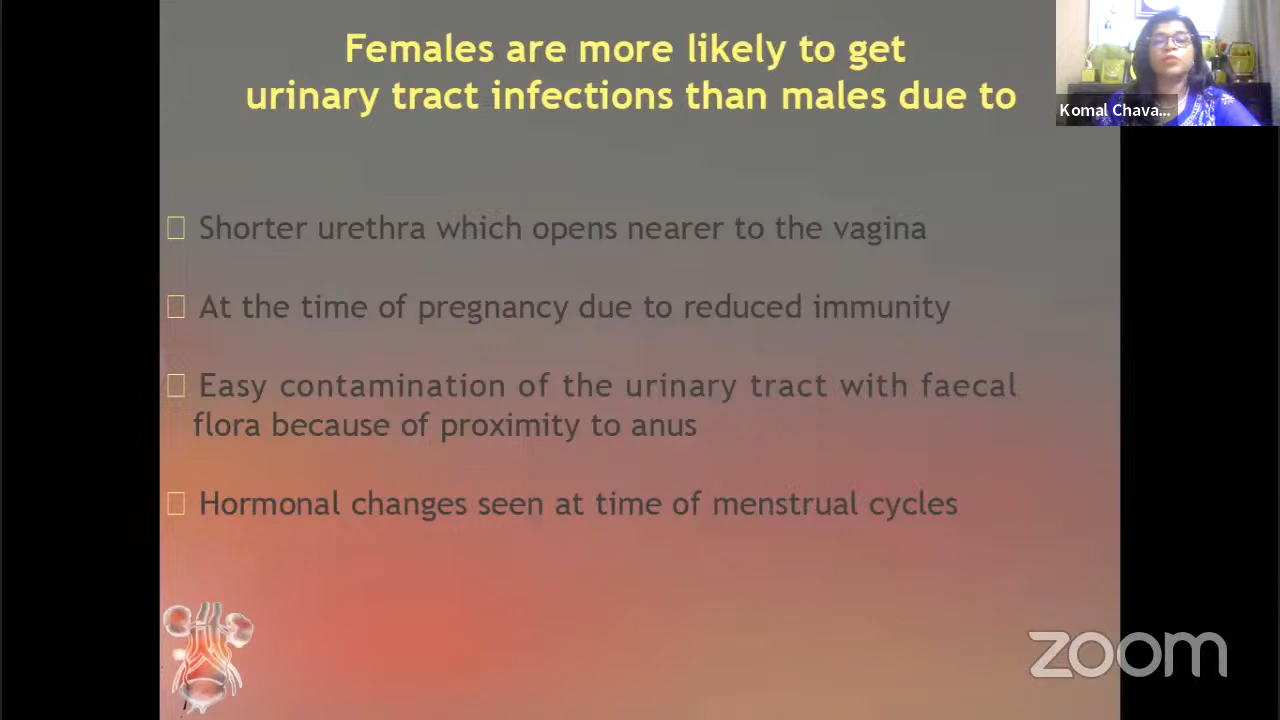 Females are more likely to get
urinary tract infections than males due to
Komal Chava...
Shorter urethra which opens nearer to the vagina
At the time of pregnancy due to reduced immunity
Easy contamination of the urinary tract with faecal
flora because of proximity to anus
Hormonal changes seen at time of menstrual cycles
zoom